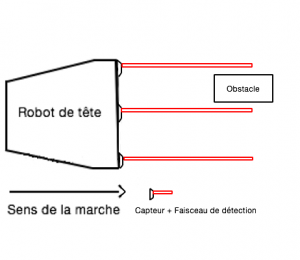 Obstacle
Robot de tête
Sens de la marche
Capteur + Faisceau de détection